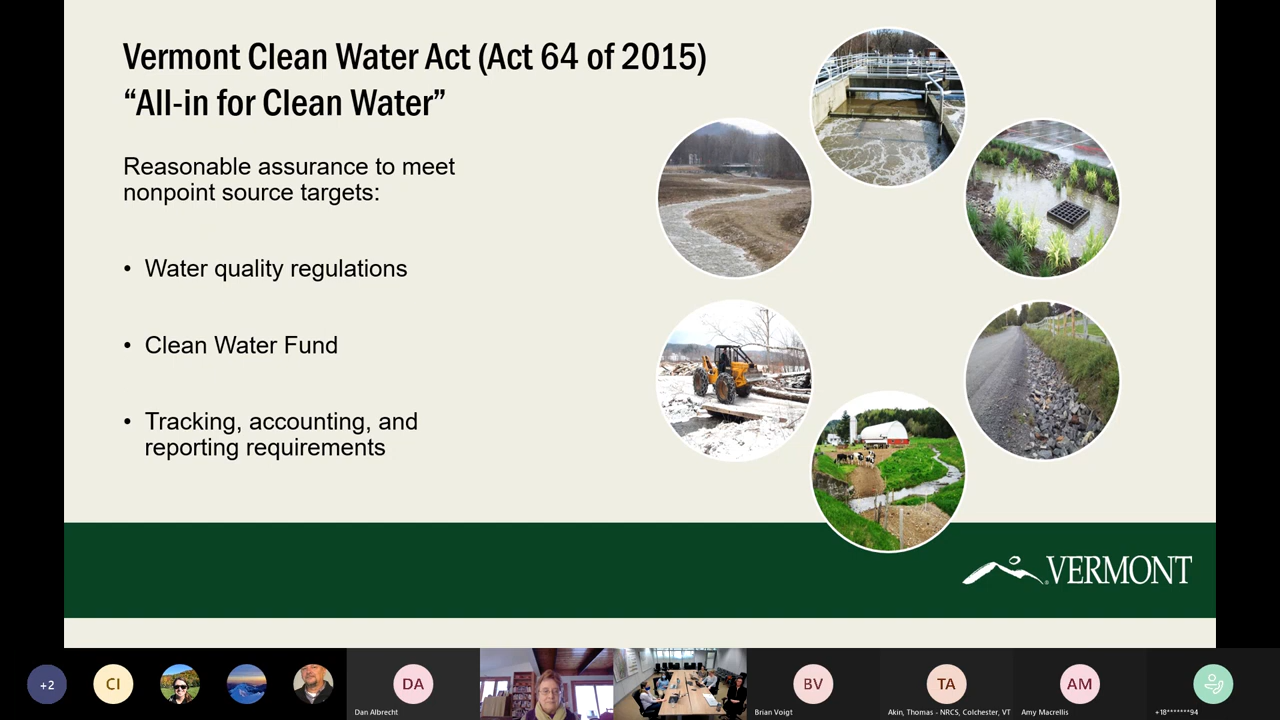 Vermont Clean Water Act (Act 64 of 2015)
“All-in for Clean Water”
Reasonable assurance to meet
nonpoint source targets:
• Water quality regulations
• Clean Water Fund
• Tracking, accounting, and
reporting requirements
VERMONT
+2
CI
DA
Dan Albrecht
BV
Brian Voigt
TA
Akin, Thomas - NRCS, Colchester, VT
AM
Amy Macrellis
+18*******94